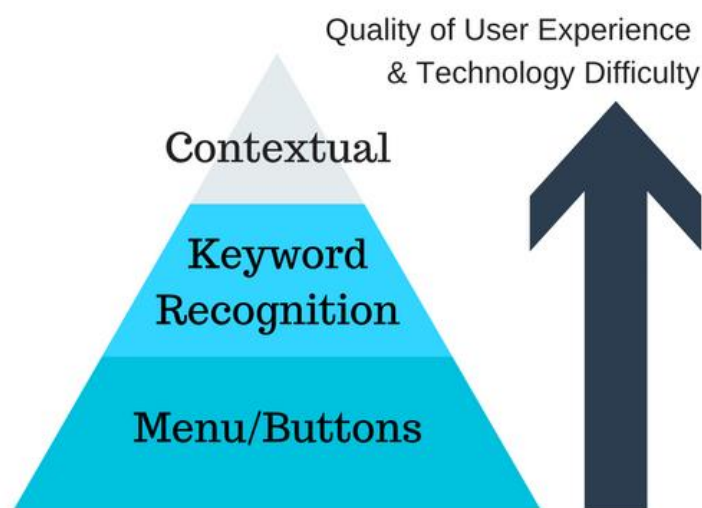 Quality of User Experience
& Technology Difficulty
Contextual
Keyword
Recognition
Menu/Buttons